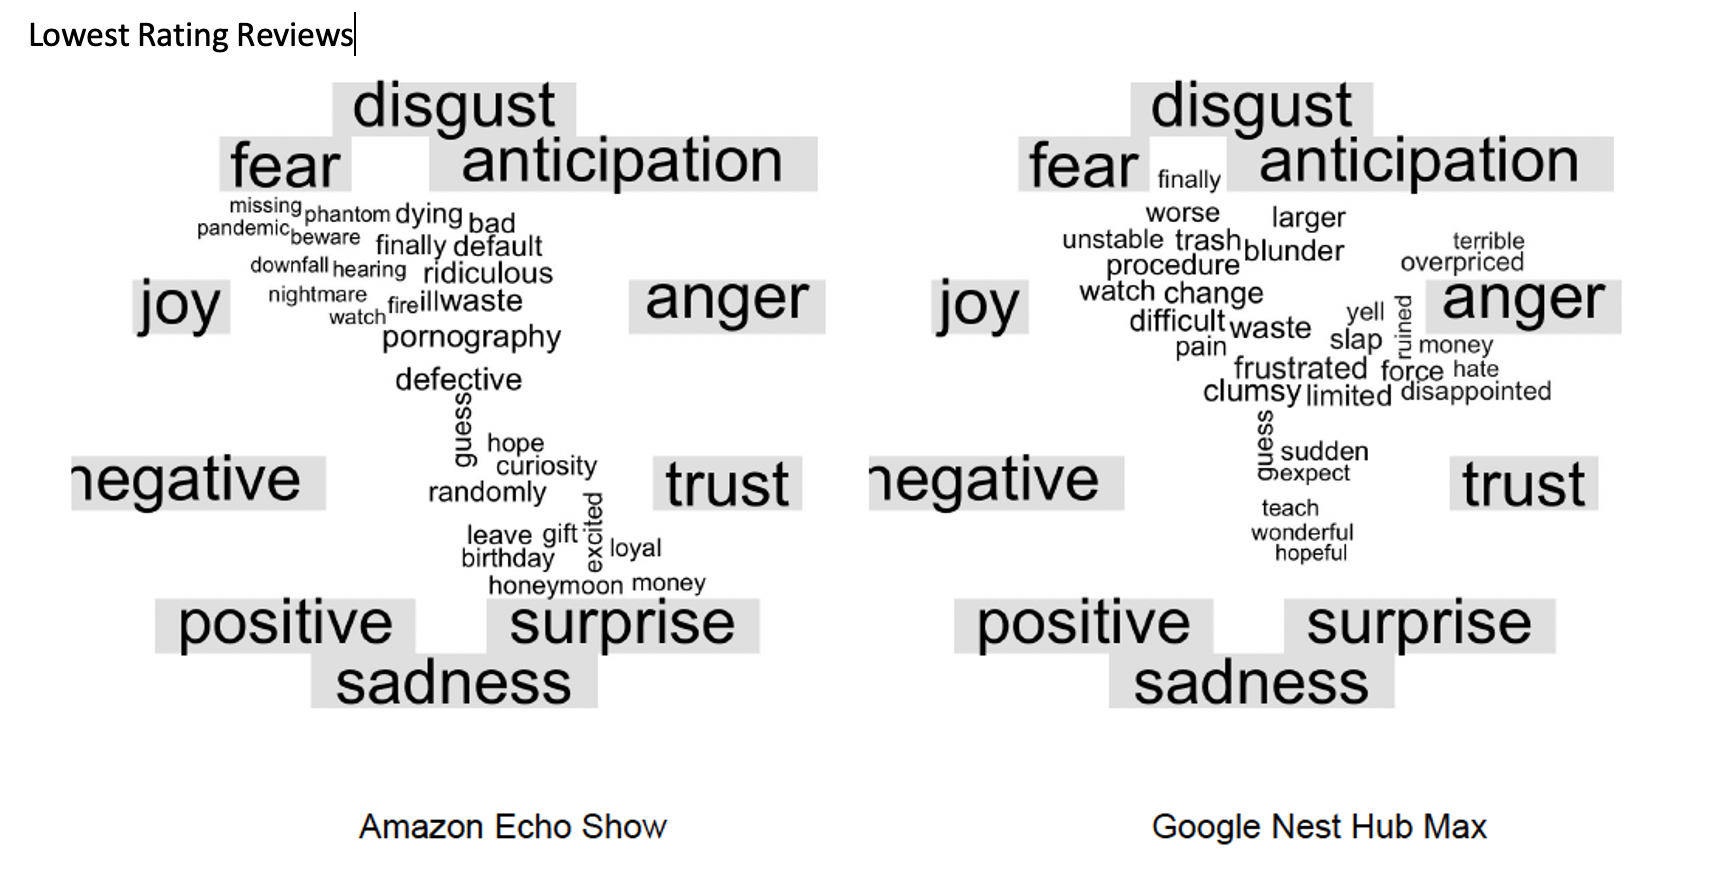 Lowest Rating Reviews
disgust
fear
anticipation
missing phantom dying bad
pandemic beware finally default
downfall hearing ridiculous
nightmare fire ill waste
watch
joy
anger
pornography
defective
guess
hope
curiosity
randomly
negative
trust
leave gift excited
birthday loyal
honeymoon money
positive
surprise
sadness
Amazon Echo Show
disgust
fear
finally
anticipation
worse larger
unstable trash blunder
terrible
procedure
overpriced
watch change
joy
anger
difficult waste yell
pain slap ruined money
frustrated force hate
clumsy limited disappointed
guess
sudden
expect
negative
trust
teach
wonderful
hopeful
positive
surprise
sadness
Google Nest Hub Max